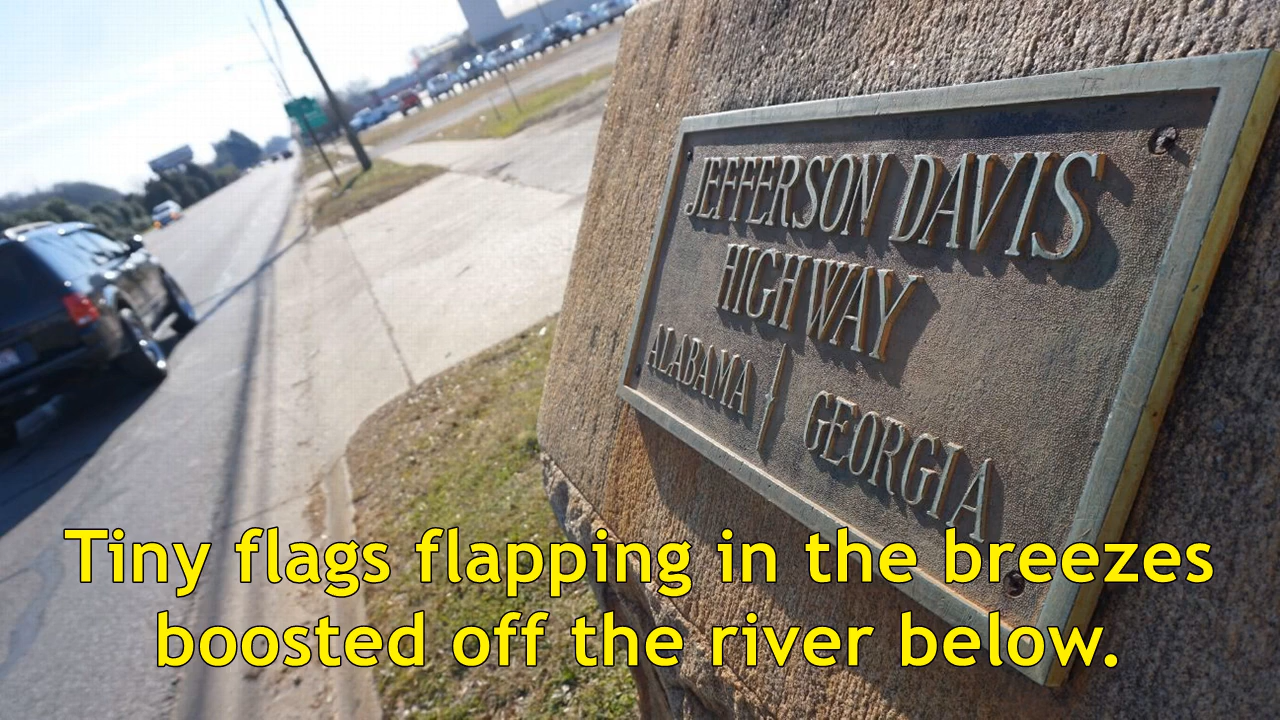 JEFFERSON DAVIS
HIGHWAY
ALABAMA GEORGIA
Tiny flags flapping in the breezes
boosted off the river below.